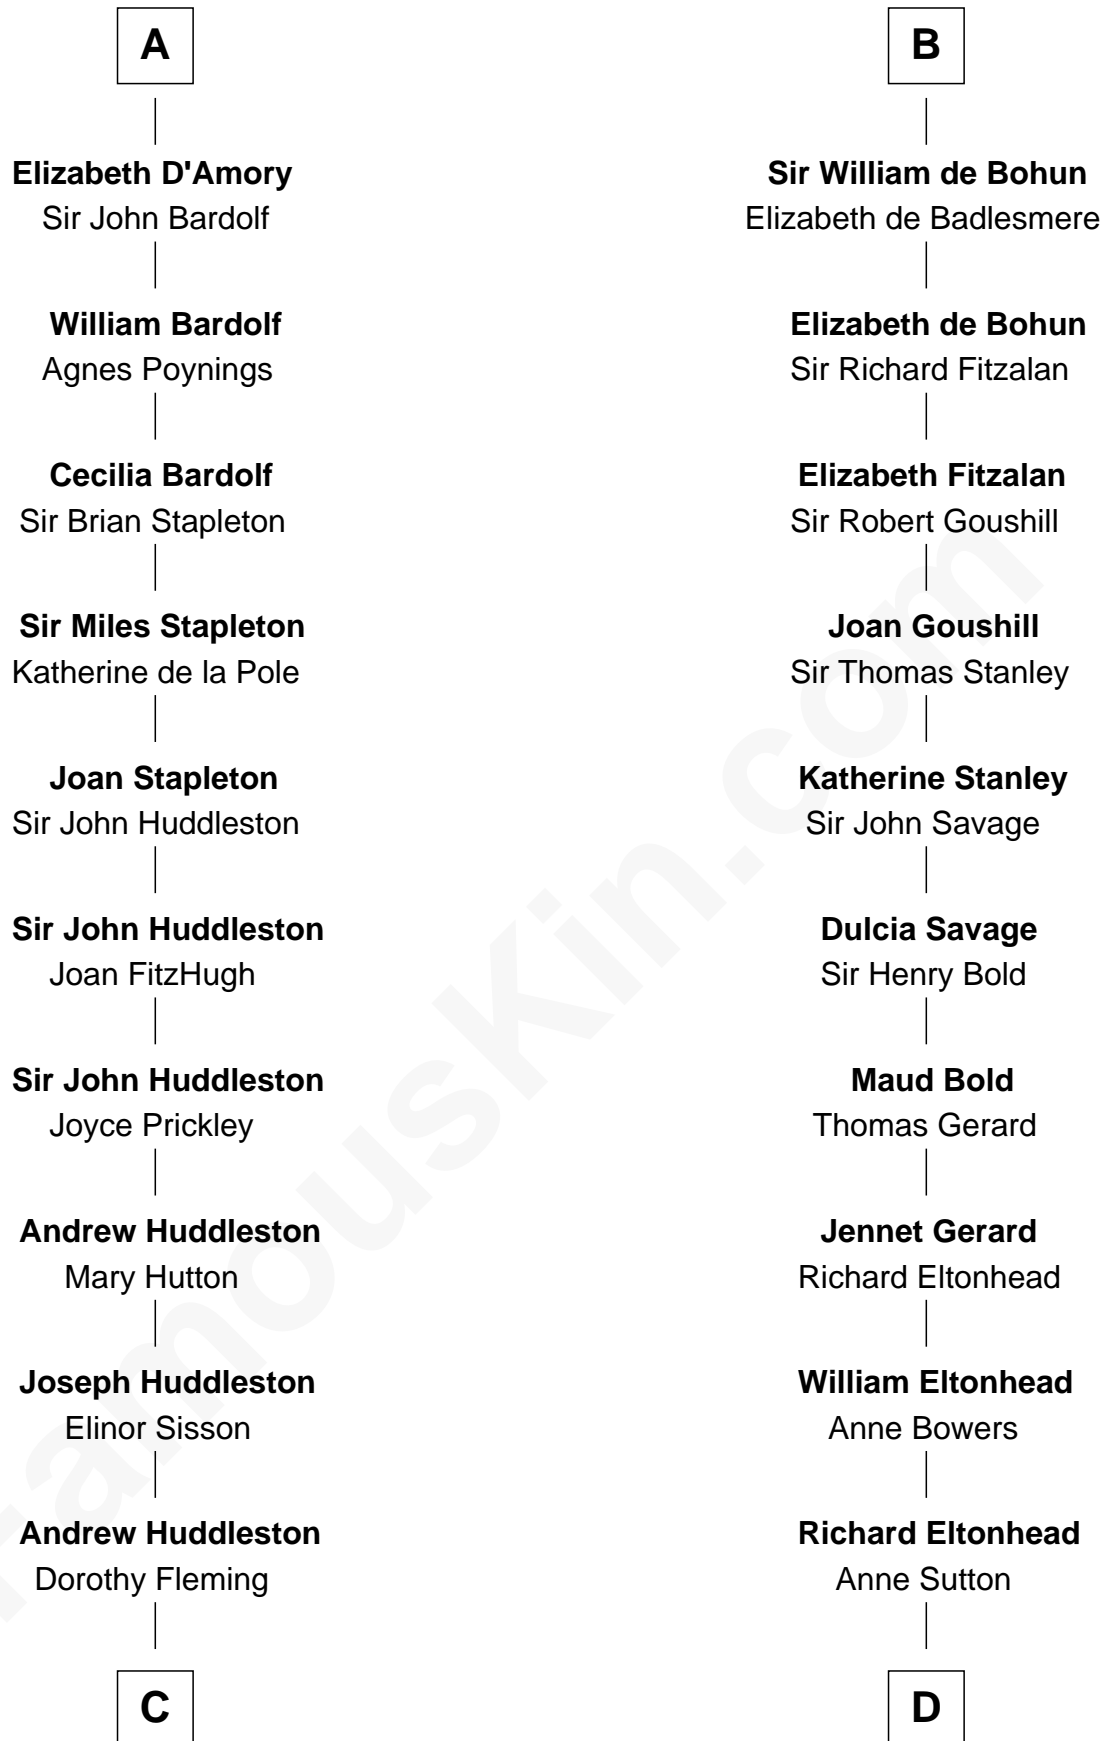 A
Elizabeth D'Amory
Sir John Bardolf
William Bardolf
Agnes Poynings
Cecilia Bardolf
Sir Brian Stapleton
Sir Miles Stapleton
Katherine de la Pole
Joan Stapleton
Sir John Huddleston
Sir John Huddleston
Joan FitzHugh
Sir John Huddleston
Joyce Prickley
Andrew Huddleston
Mary Hutton
Joseph Huddleston
Elinor Sisson
Andrew Huddleston
Dorothy Fleming
C
B
Sir William de Bohun
Elizabeth de Badlesmere
Elizabeth de Bohun
Sir Richard Fitzalan
Elizabeth Fitzalan
Sir Robert Goushill
Joan Goushill
Sir Thomas Stanley
Katherine Stanley
Sir John Savage
Dulcia Savage
Sir Henry Bold
Maud Bold
Thomas Gerard
Jennet Gerard
Richard Eltonhead
William Eltonhead
Anne Bowers
Richard Eltonhead
Anne Sutton
D
FamousKin.com